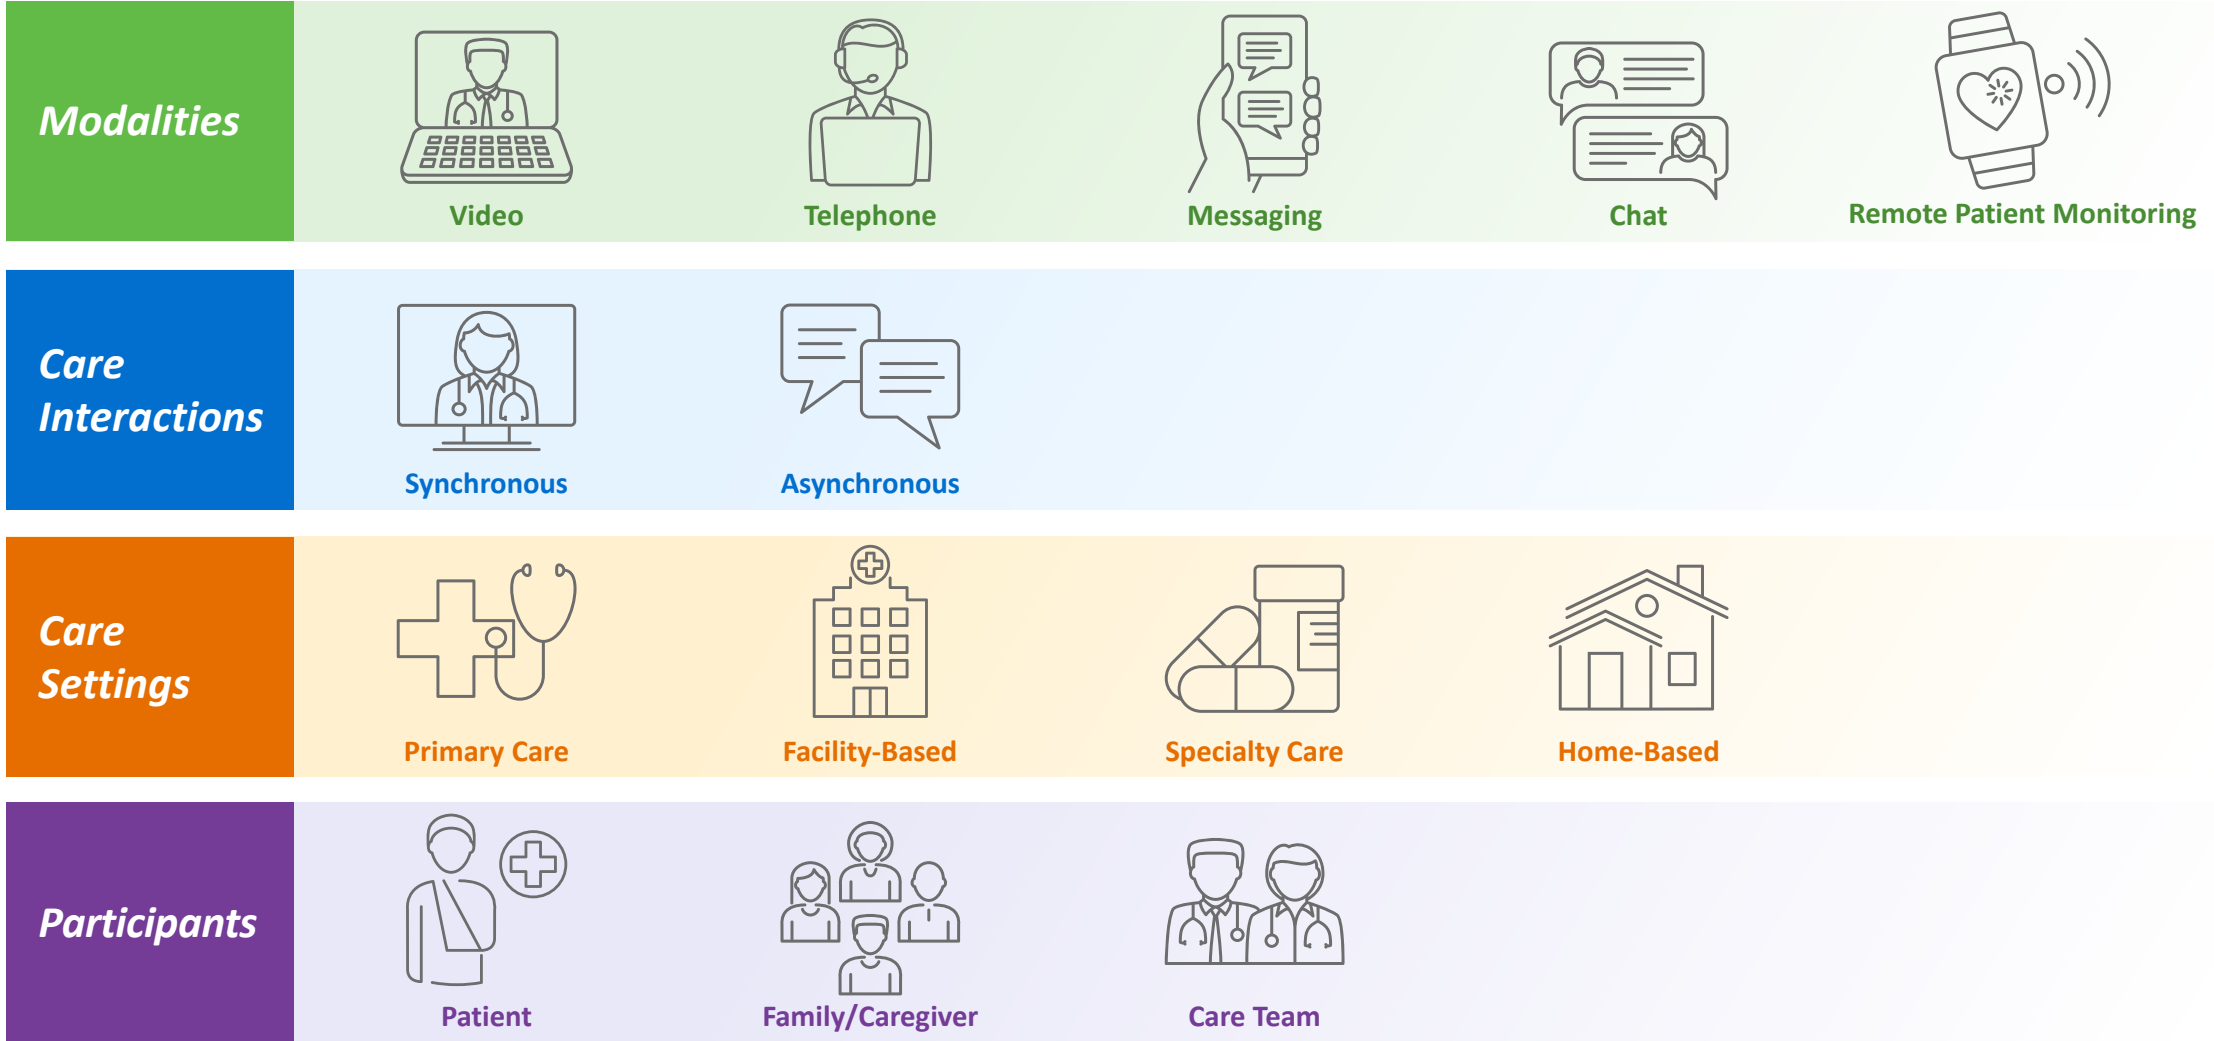 Modalities
Video
Telephone
Messaging
Chat
Remote Patient Monitoring
Care
Interactions
Synchronous
Asynchronous
Care
Settings
Primary Care
Facility-Based
Specialty Care
Home-Based
Participants
Patient
Family/Caregiver
Care Team